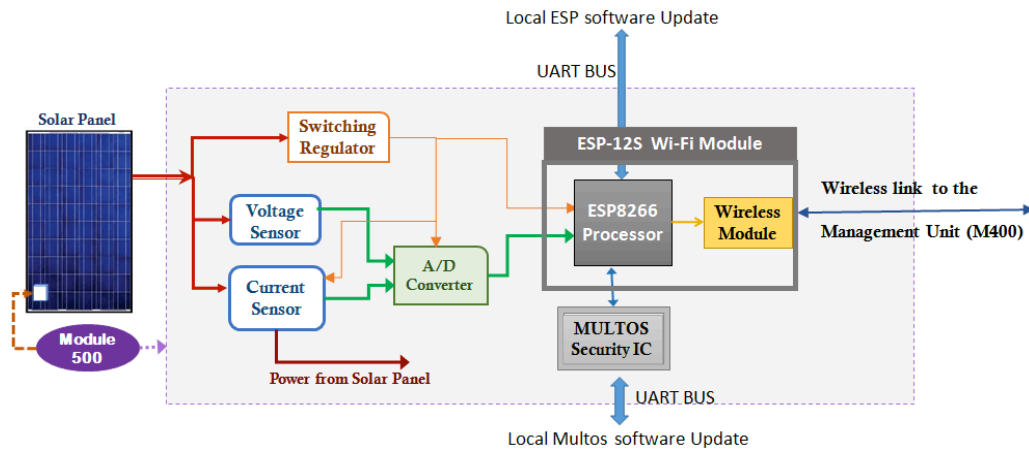 Local ESP software Update
UART BUS
Solar Panel
Switching
Regulator
ESP-12S Wi-Fi Module
Voltage
Sensor
ESP8266
Processor
Wireless
Module
Wireless link to the
Management Unit (M400)
A/D
Converter
Current
Sensor
MULTOS
Security IC
Module
500
Power from Solar Panel
UART BUS
Local Multos software Update